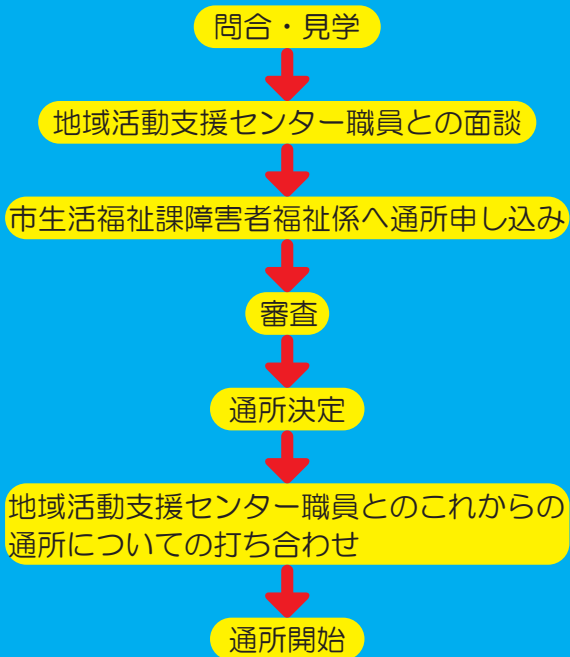 問合・見学
地域活動支援センター職員との面談
市生活福祉課障害者福祉係へ通所申し込み
審査
通所決定
地域活動支援センター職員とのこれからの
通所についての打ち合わせ
通所開始